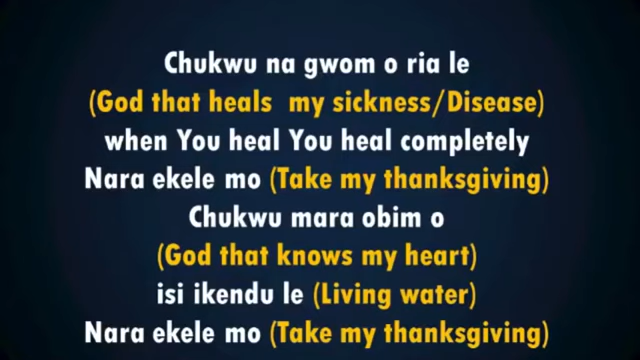 Chukwu na gwom o ria le
(God that heals my sickness/Disease)
when You heal You heal completely
Nara ekele mo (Take my thanksgiving)
Chukwu mara obim o
(God that knows my heart)
isi ikendu le (Living water)
Nara ekele mo (Take my thanksgiving)